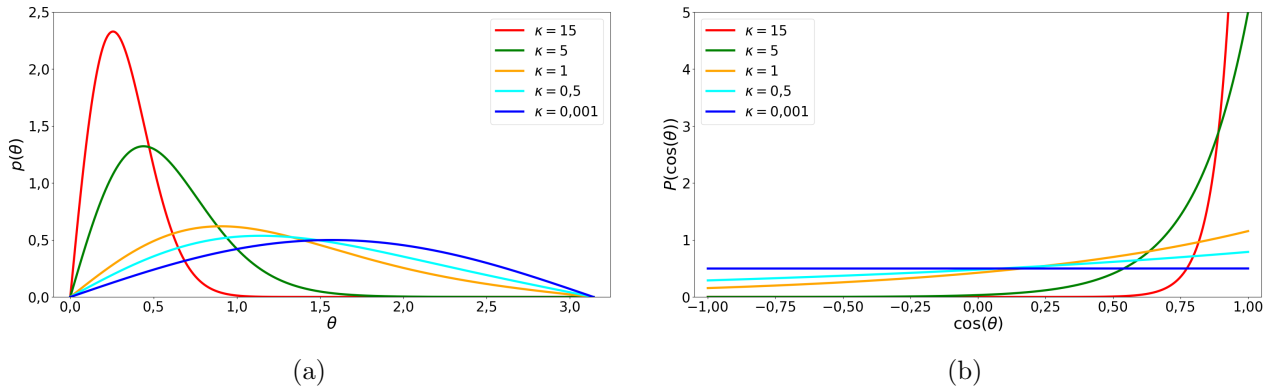 2,5
2,0
1,5
1,0
0,5
0,0
p(θ)
0,0 0,5 1,0 1,5 2,0 2,5 3,0
θ
κ = 15
κ = 5
κ = 1
κ = 0,5
κ = 0,001
(a)
5
4
3
2
1
0
P(cos(θ))
−1,00 −0,75 −0,50 −0,25 0,00 0,25 0,50 0,75 1,00
cos(θ)
κ = 15
κ = 5
κ = 1
κ = 0,5
κ = 0,001
(b)